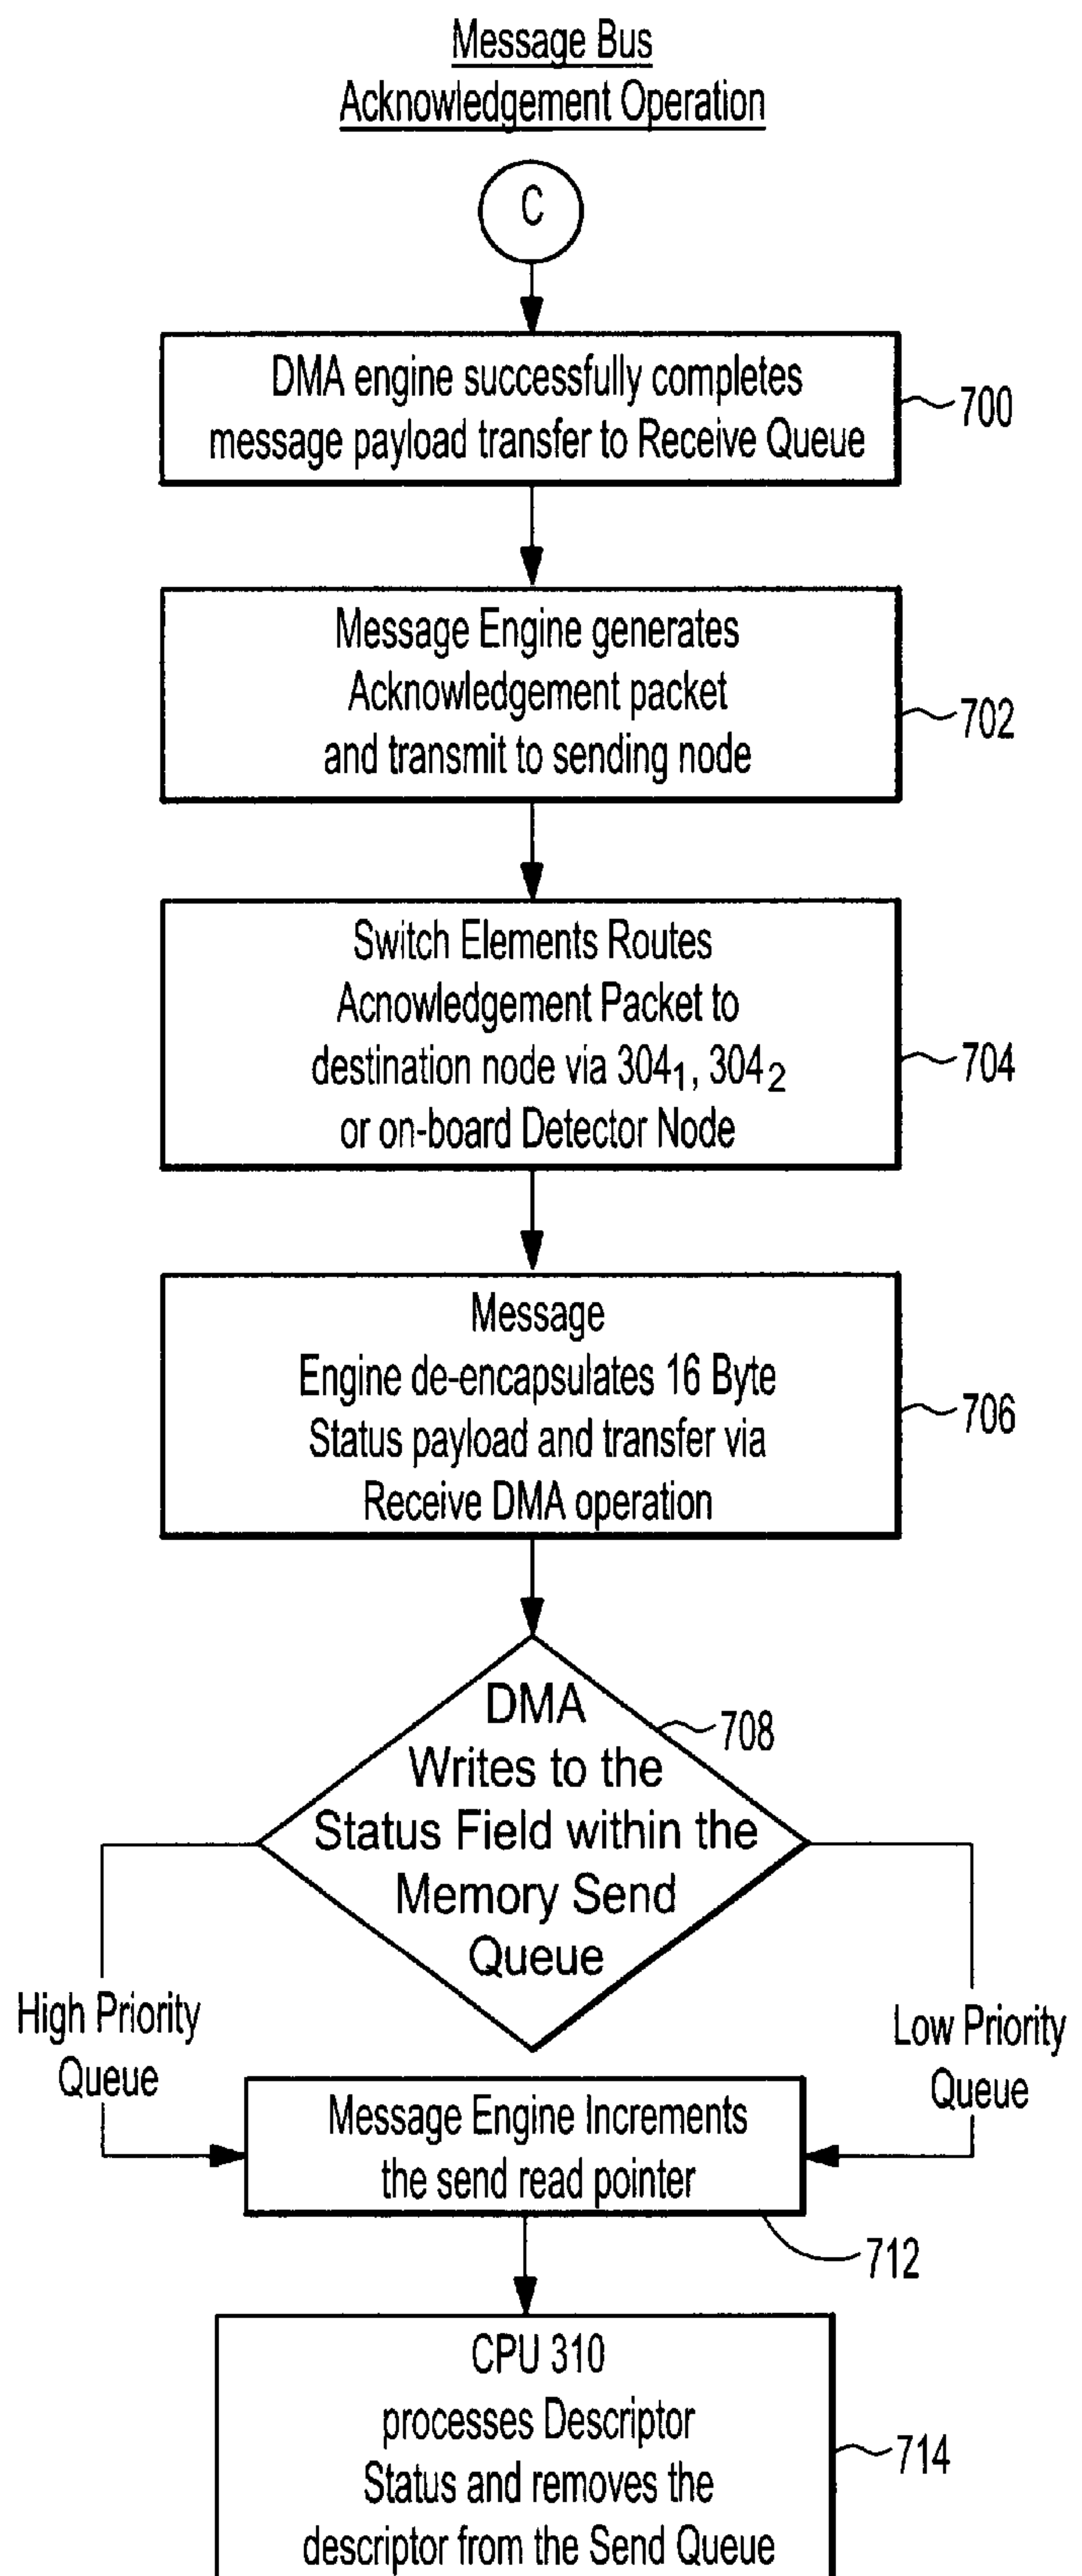 Message Bus
Acknowledgement Operation
C
DMA engine successfully completes
message payload transfer to Receive Queue
700
Message Engine generates
Acknowledgement packet
and transmit to sending node
702
Switch Elements Routes
Acnowledgement Packet to
destination node via 304₁, 304₂
or on-board Detector Node
704
Message
Engine de-encapsulates 16 Byte
Status payload and transfer via
Receive DMA operation
706
DMA
Writes to the
Status Field within the
Memory Send
Queue
708
High Priority
Queue
Low Priority
Queue
Message Engine Increments
the send read pointer
712
CPU 310
processes Descriptor
Status and removes the
descriptor from the Send Queue
714